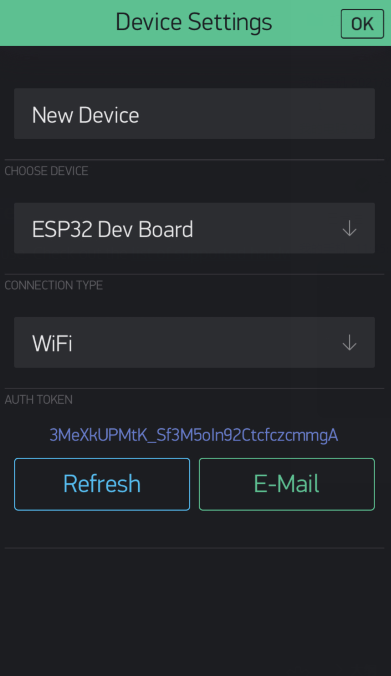 Device Settings
OK
New Device
CHOOSE DEVICE
ESP32 Dev Board
CONNECTION TYPE
WiFi
AUTH TOKEN
3MeXkUPMtK_Sf3M5oIn92CtcfczcmmgA
Refresh
E-Mail